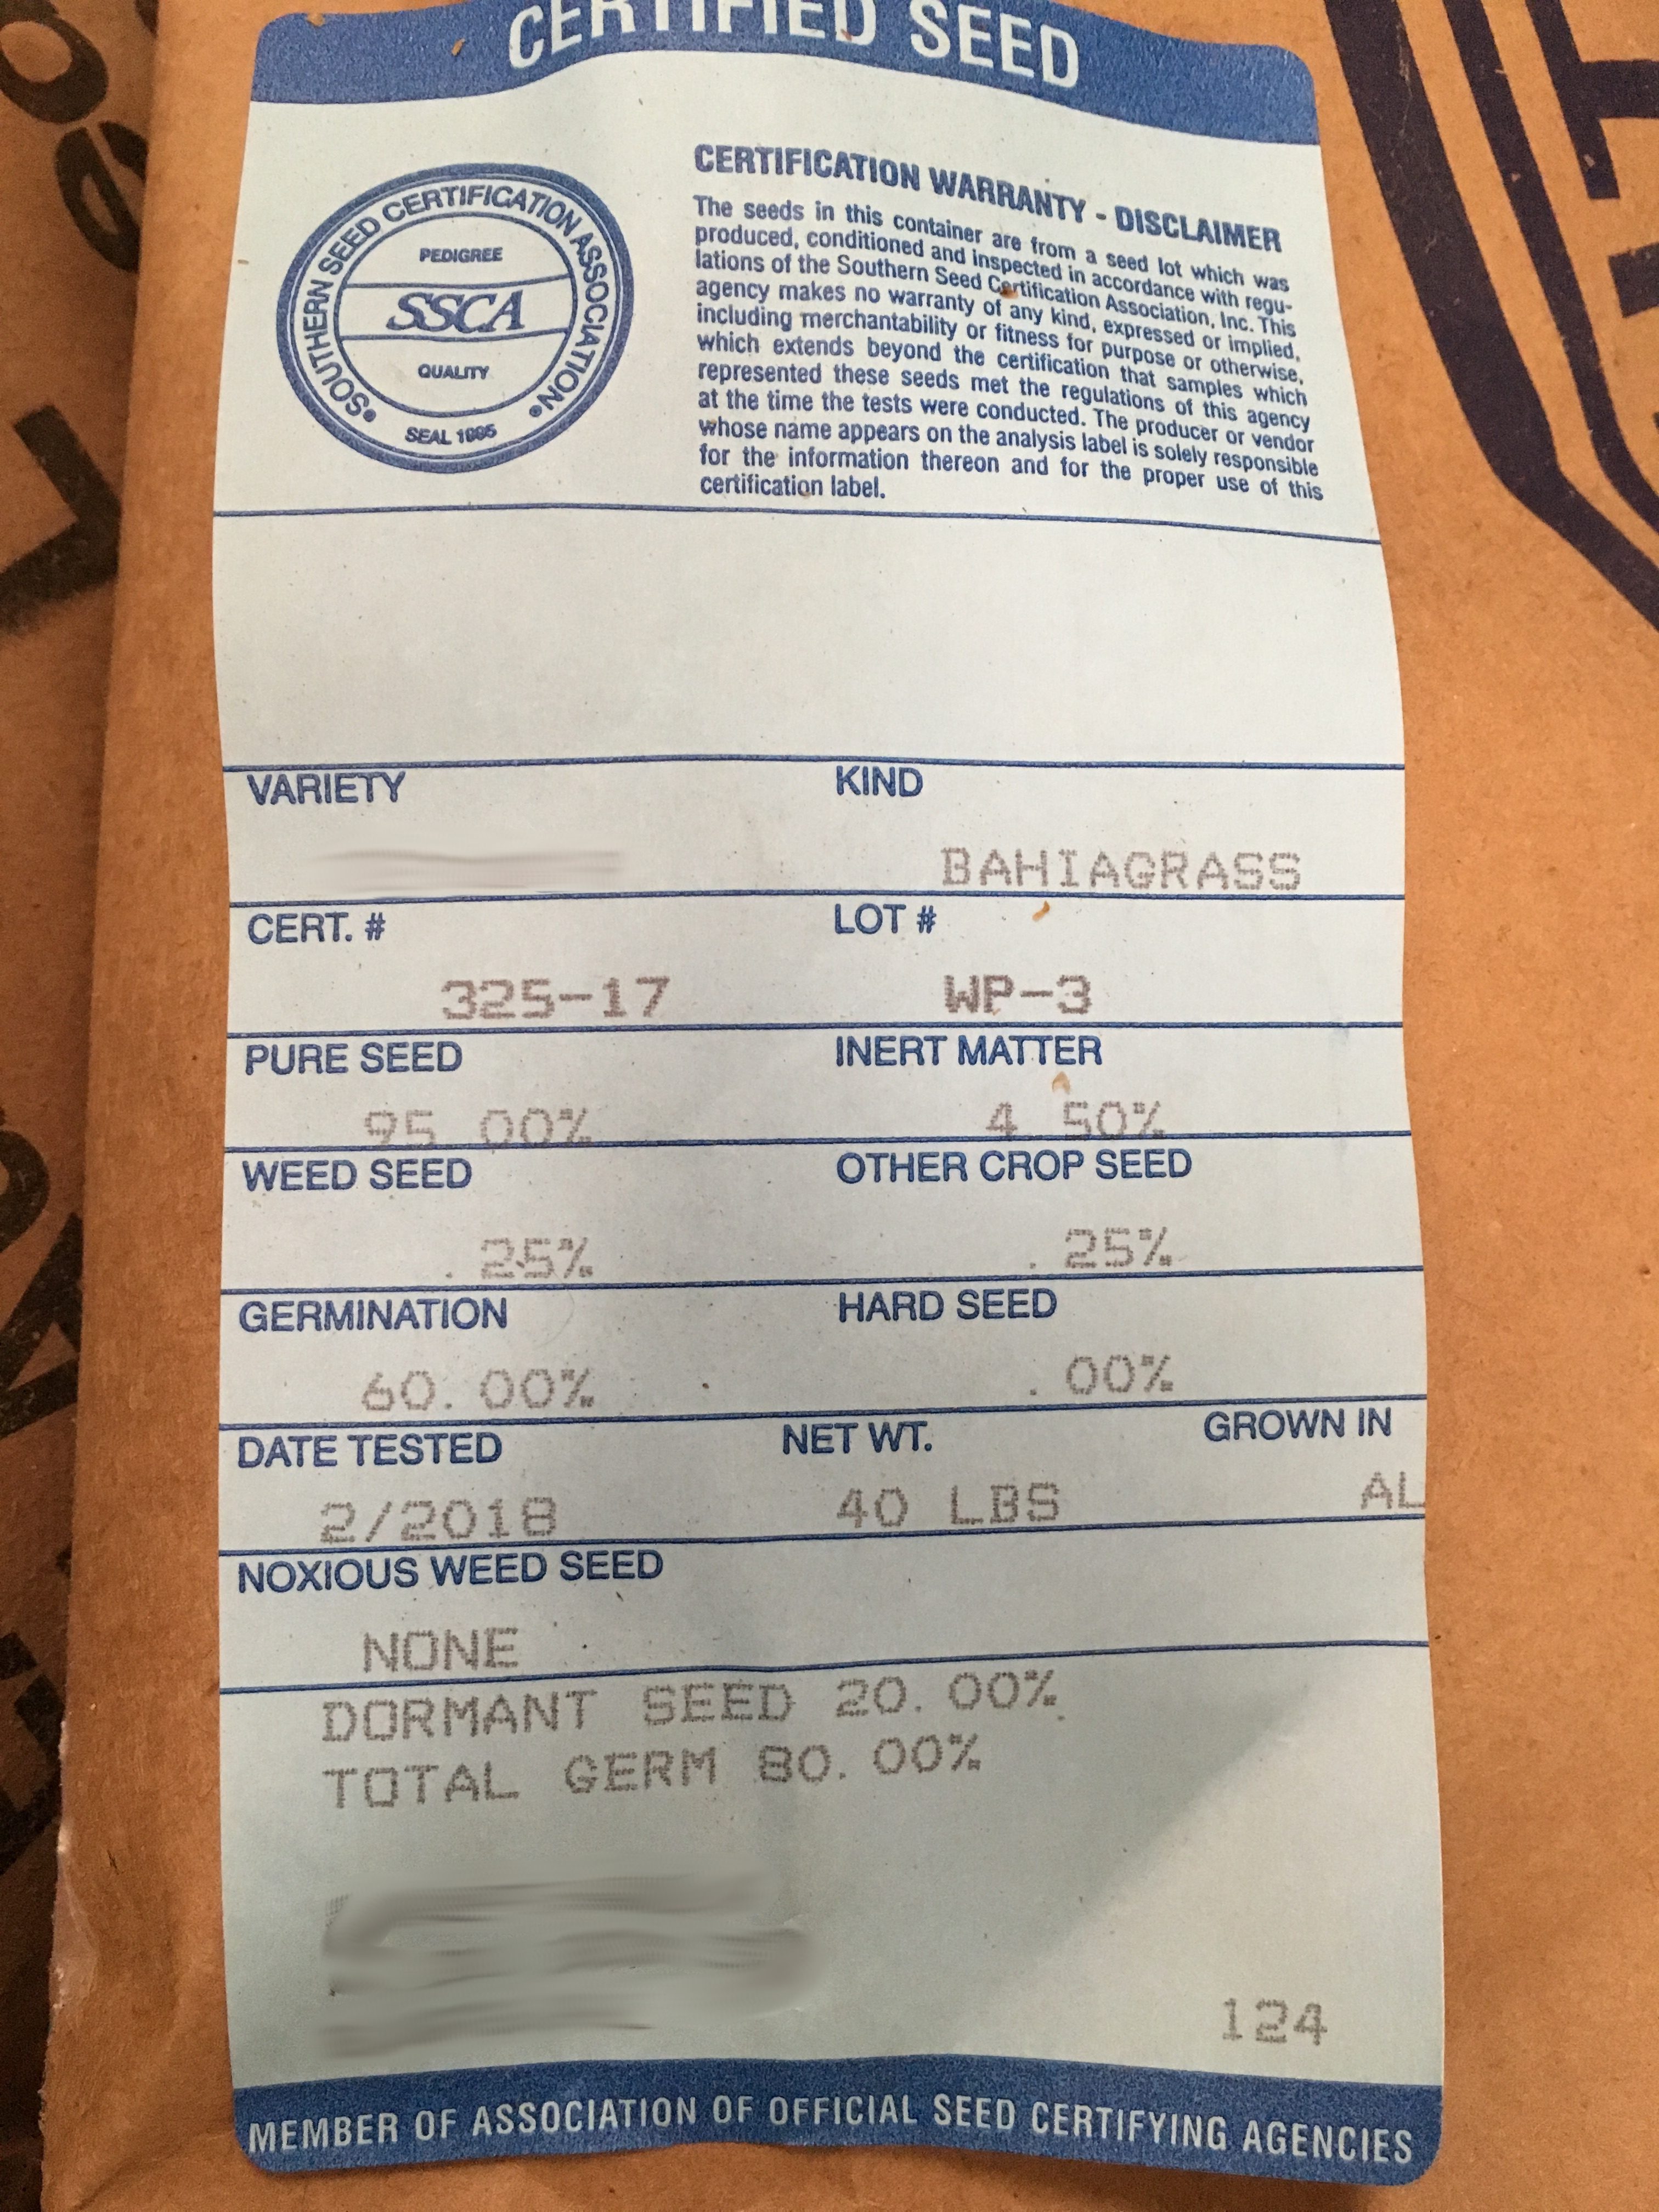 CERTIFIED SEED
SOUTHERN SEED CERTIFICATION ASSOCIATION
PEDIGREE
SSCA
QUALITY
SEAL 1995
CERTIFICATION WARRANTY - DISCLAIMER
The seeds in this container are from a seed lot which was
produced, conditioned and inspected in accordance with regu-
lations of the Southern Seed Certification Association, Inc. This
agency makes no warranty of any kind, expressed or implied,
including merchantability or fitness for purpose or otherwise,
which extends beyond the certification that samples which
represented these seeds met the regulations of this agency
at the time the tests were conducted. The producer or vendor
whose name appears on the analysis label is solely responsible
for the information thereon and for the proper use of this
certification label.
VARIETY KIND
BAHIAGRASS
CERT. # LOT #
325-17 WP-3
PURE SEED INERT MATTER
95 00% 4 50%
WEED SEED OTHER CROP SEED
. 25% . 25%
GERMINATION HARD SEED
60. 00% . 00%
DATE TESTED NET WT. GROWN IN
2/2018 40 LBS AL
NOXIOUS WEED SEED
NONE
DORMANT SEED 20. 00%
TOTAL GERM 80. 00%
124
MEMBER OF ASSOCIATION OF OFFICIAL SEED CERTIFYING AGENCIES